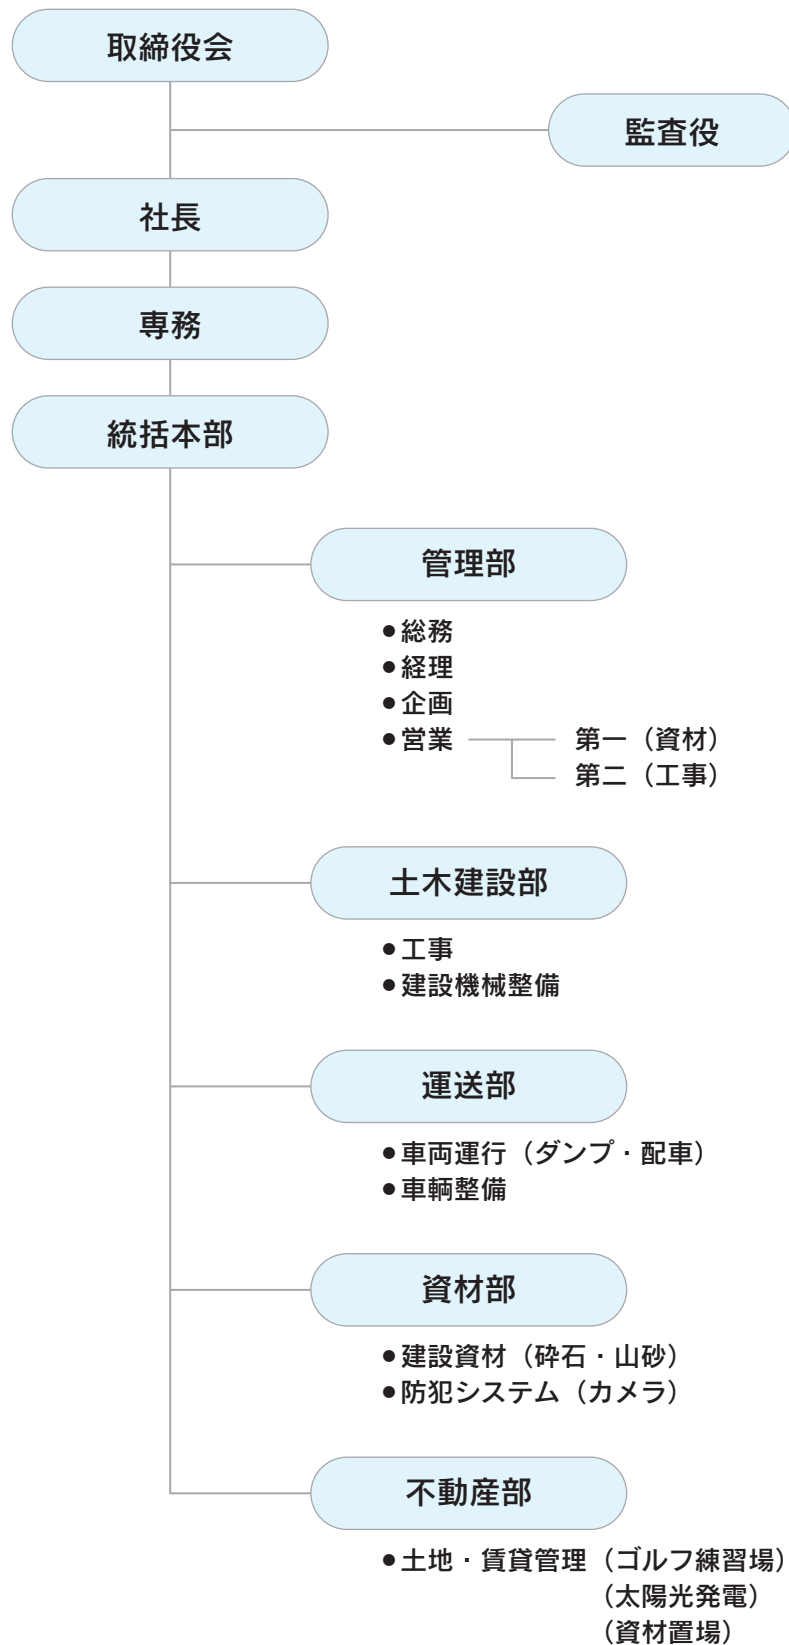 取締役会
監査役
社長
専務
統括本部
管理部
●総務
●経理
●企画
●営業 第一（資材）
第二（工事）
土木建設部
●工事
●建設機械整備
運送部
●車両運行（ダンプ・配車）
●車輌整備
資材部
●建設資材（砕石・山砂）
●防犯システム（カメラ）
不動産部
●土地・賃貸管理（ゴルフ練習場）
（太陽光発電）
（資材置場）